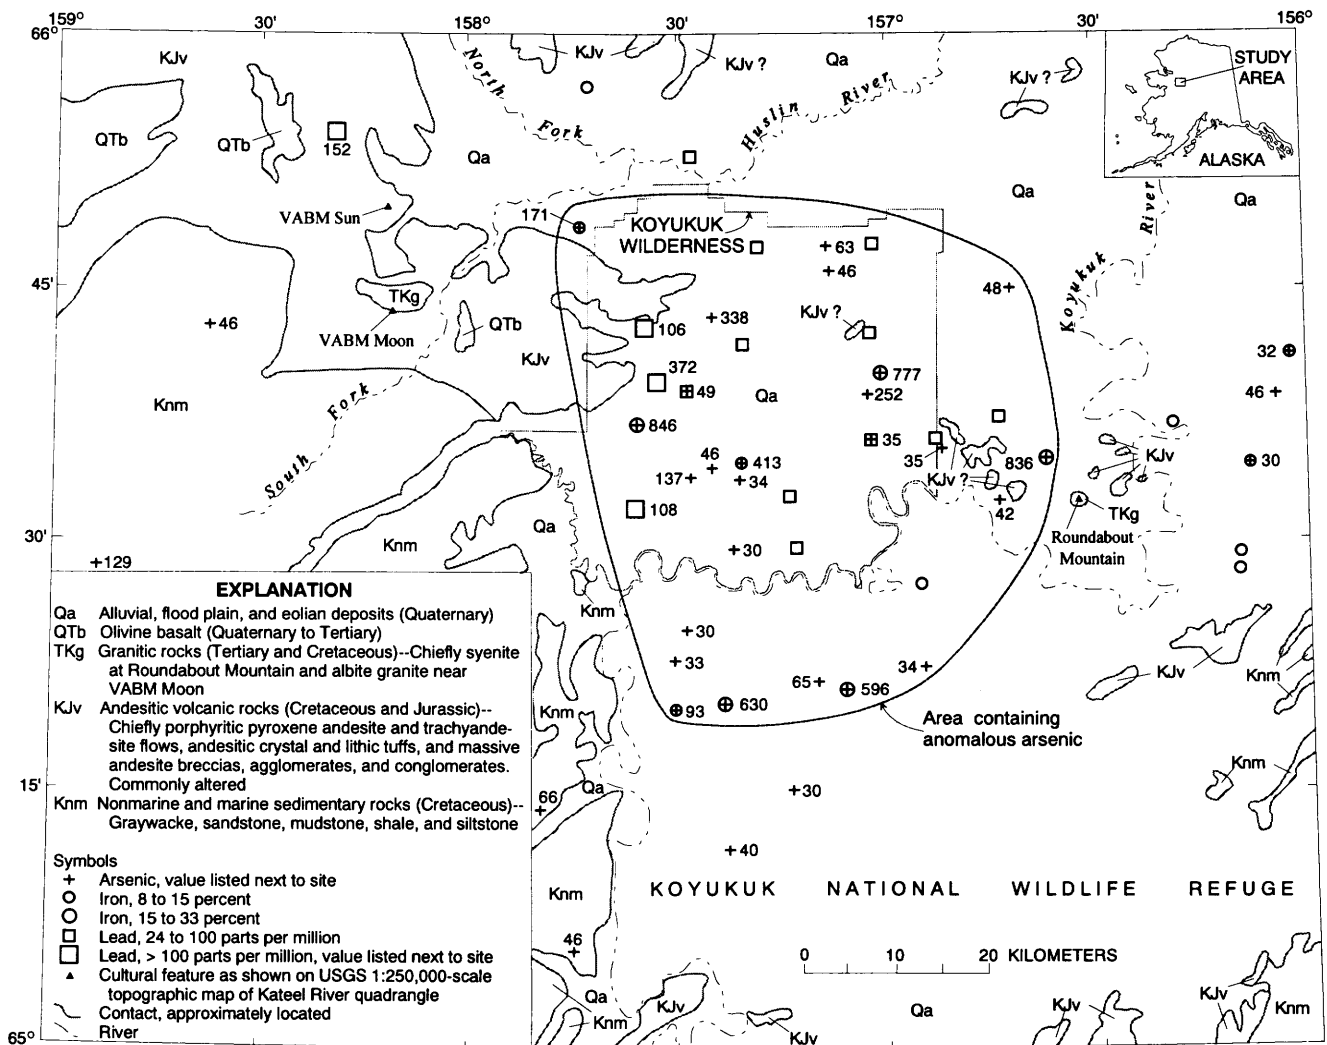 159° 30' 158° 30' 157° 30' 156°
66°
45'
30'
15'
65°
KJv
QTb
QTb
152
VABM Sun
North
Fork
Qa
KJv
KJv ?
Qa
Huslin
River
KJv ?
STUDY
AREA
ALASKA
Qa
Qa
River
Koyukuk
171
KOYUKUK
WILDERNESS
63
46
48
TKg
VABM Moon
46
QTb
KJv
106
338
KJv ?
32
372
49
Qa
777
252
46
Knm
Fork
South
846
46
413
137
34
35
35
836
KJv ?
42
KJv
30
TKg
Roundabout
Mountain
108
Qa
Knm
30
129
Knm
30
33
34
65
596
93
630
Area containing
anomalous arsenic
KJv
Knm
Knm
Knm
Qa
66
30
40
Knm
46
KOYUKUK NATIONAL WILDLIFE REFUGE
0 10 20 KILOMETERS
Qa
Knm
KJv
KJv
Qa
KJv
KJv
Knm
EXPLANATION
Qa Alluvial, flood plain, and eolian deposits (Quaternary)
QTb Olivine basalt (Quaternary to Tertiary)
TKg Granitic rocks (Tertiary and Cretaceous)--Chiefly syenite
at Roundabout Mountain and albite granite near
VABM Moon
KJv Andesitic volcanic rocks (Cretaceous and Jurassic)--
Chiefly porphyritic pyroxene andesite and trachyande-
site flows, andesitic crystal and lithic tuffs, and massive
andesite breccias, agglomerates, and conglomerates.
Commonly altered
Knm Nonmarine and marine sedimentary rocks (Cretaceous)--
Graywacke, sandstone, mudstone, shale, and siltstone
Symbols
+ Arsenic, value listed next to site
Iron, 8 to 15 percent
Iron, 15 to 33 percent
Lead, 24 to 100 parts per million
Lead, > 100 parts per million, value listed next to site
Cultural feature as shown on USGS 1:250,000-scale
topographic map of Kateel River quadrangle
Contact, approximately located
River